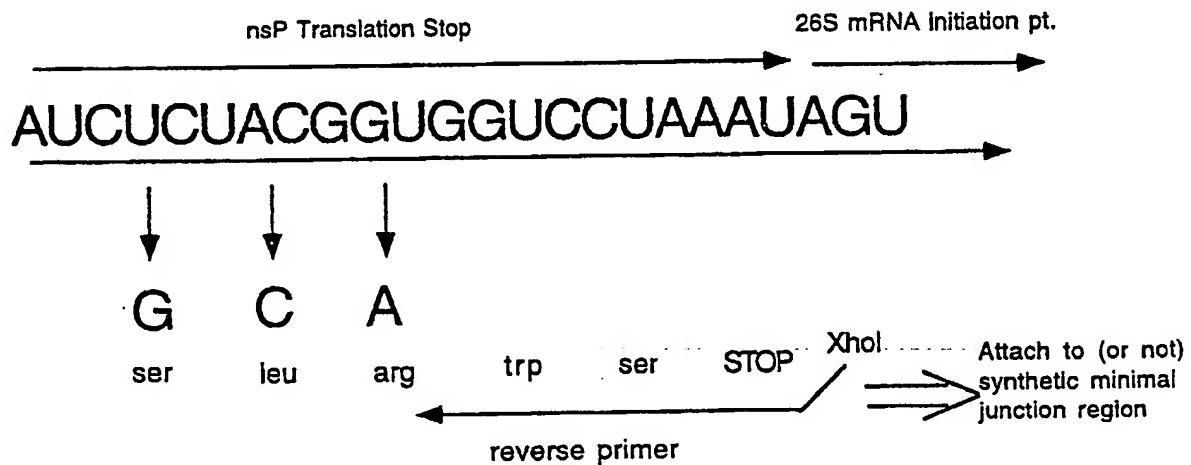 nsP Translation Stop
26S mRNA initiation pt.
AUCUCUACGGUGGUCCUAAAUAGU
G C A
ser leu arg trp ser STOP XhoI
Attach to (or not)
synthetic minimal
junction region
reverse primer